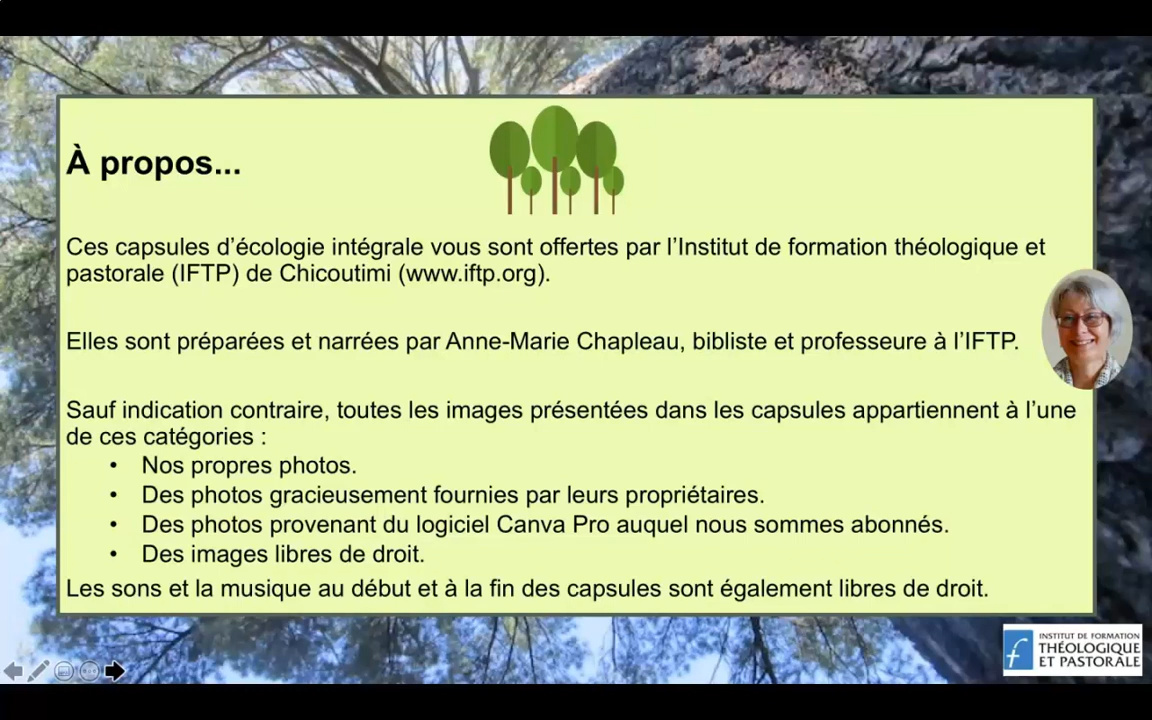 À propos...
Ces capsules d’écologie intégrale vous sont offertes par l’Institut de formation théologique et
pastorale (IFTP) de Chicoutimi (www.iftp.org).
Elles sont préparées et narrées par Anne-Marie Chapleau, bibliste et professeure à l’IFTP.
Sauf indication contraire, toutes les images présentées dans les capsules appartiennent à l’une
de ces catégories :
• Nos propres photos.
• Des photos gracieusement fournies par leurs propriétaires.
• Des photos provenant du logiciel Canva Pro auquel nous sommes abonnés.
• Des images libres de droit.
Les sons et la musique au début et à la fin des capsules sont également libres de droit.
INSTITUT DE FORMATION
THÉOLOGIQUE
ET PASTORALE